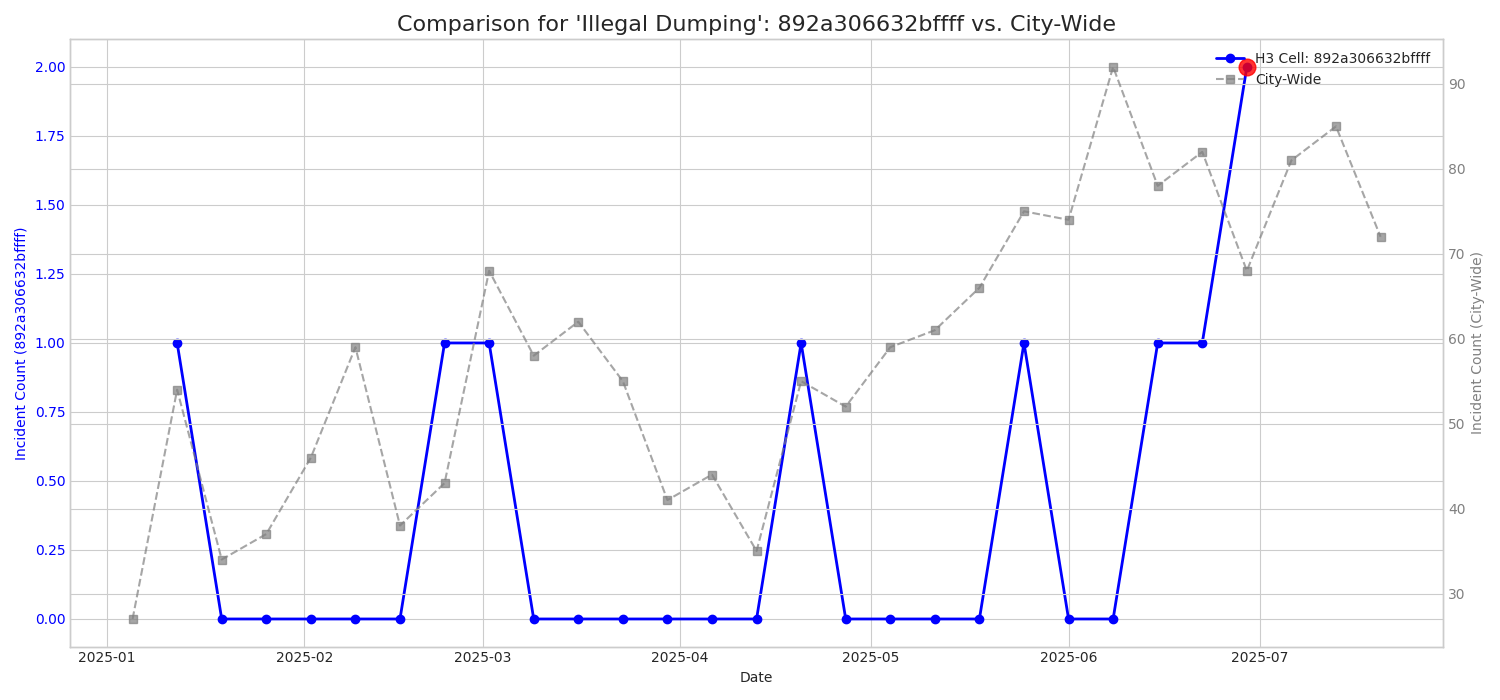 Comparison for 'Illegal Dumping': 892a306632bffff vs. City-Wide
H3 Cell: 892a306632bffff
City-Wide
Incident Count (892a306632bffff)
2.00
1.75
1.50
1.25
1.00
0.75
0.50
0.25
0.00
90
80
70
60
50
40
30
Incident Count (City-Wide)
2025-01 2025-02 2025-03 2025-04 2025-05 2025-06 2025-07
Date